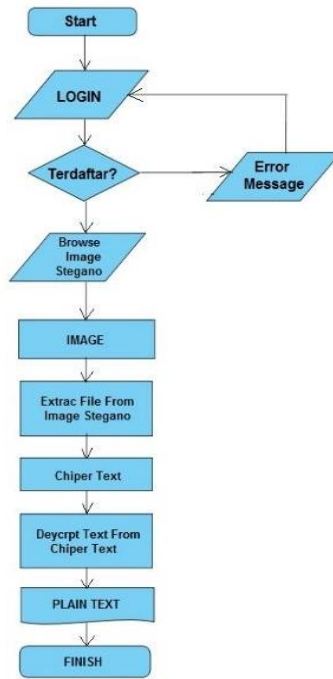 Start
LOGIN
Terdaftar?
Error
Message
Browse
Image
Stegano
IMAGE
Extrac File From
Image Stegano
Chiper Text
Deycrpt Text From
Chiper Text
PLAIN TEXT
FINISH